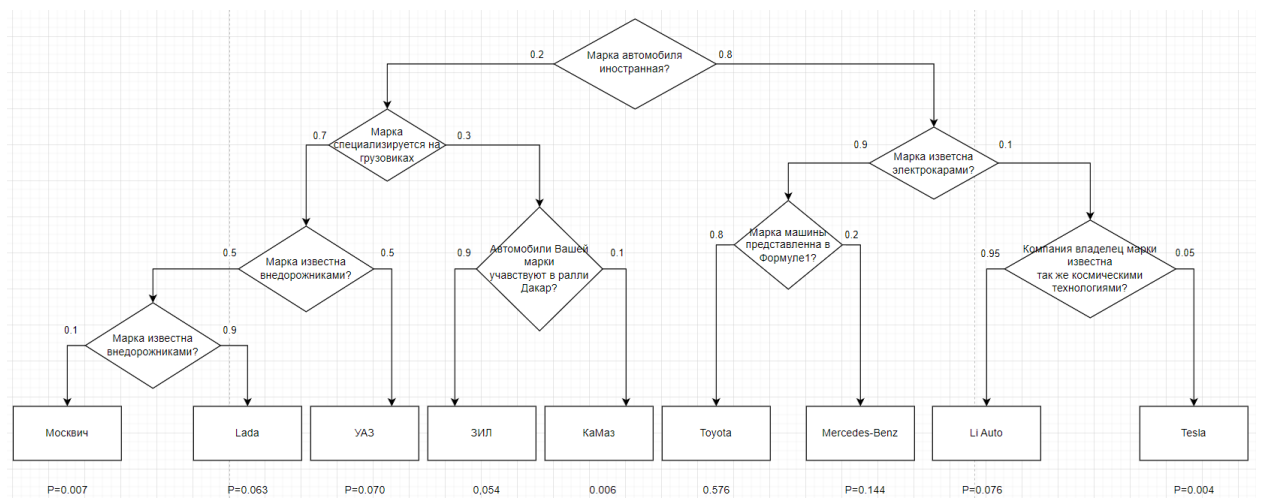 0.2
Марка автомобиля
иностранная?
0.8
0.7
Марка
специализируется на
грузовиках
0.3
0.9
Марка изветсна
электрокарами?
0.1
0.5
Марка известна
внедорожниками?
0.5
0.9
Автомобили Вашей
марки
учавствуют в ралли
Дакар?
0.1
0.8
Марка машины
представленна в
Формуле1?
0.2
0.95
Компания владелец марки
известна
так же космическими
технологиями?
0.05
0.1
Марка известна
внедорожниками?
0.9
Москвич
Lada
УАЗ
ЗИЛ
КаМаз
Toyota
Mercedes-Benz
Li Auto
Tesla
P=0.007
P=0.063
P=0.070
0,054
0.006
0.576
P=0.144
P=0.076
P=0.004